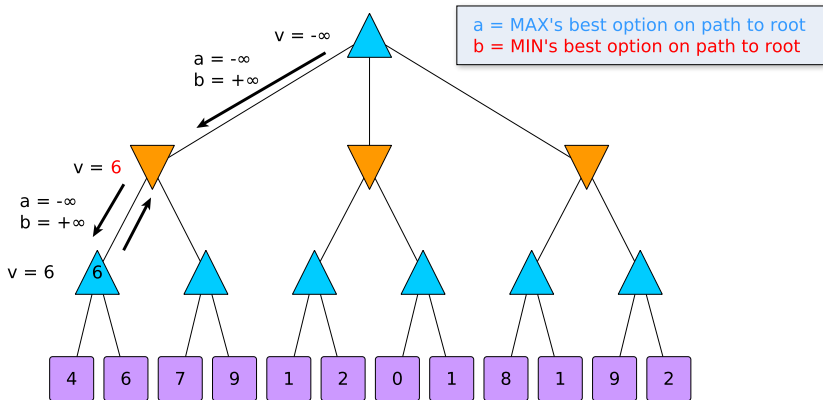 v = -∞
a = MAX's best option on path to root
b = MIN's best option on path to root
a = -∞
b = +∞
v = 6
a = -∞
b = +∞
v = 6
6
4 6 7 9 1 2 0 1 8 1 9 2